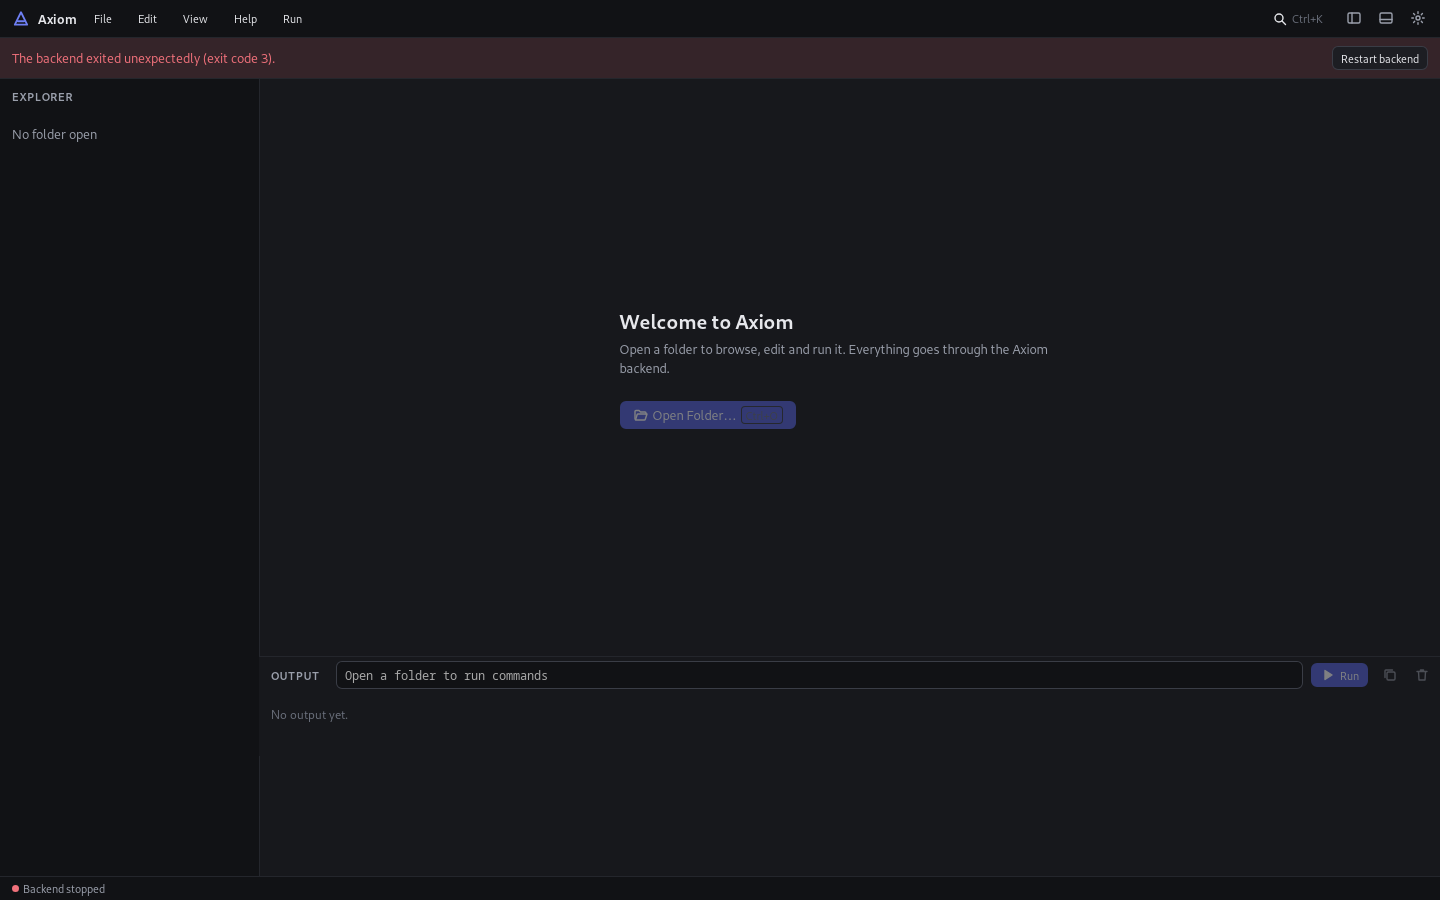 Axiom File Edit View Help Run Ctrl+K
The backend exited unexpectedly (exit code 3). Restart backend
EXPLORER
No folder open
Welcome to Axiom
Open a folder to browse, edit and run it. Everything goes through the Axiom
backend.
Open Folder…
OUTPUT Open a folder to run commands Run
No output yet.
Backend stopped